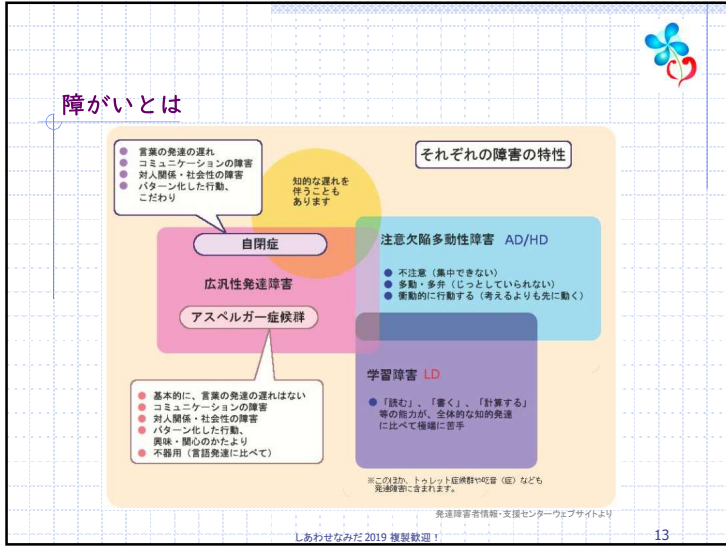 障がいとは
それぞれの障害の特性
● 言葉の発達の遅れ
● コミュニケーションの障害
● 対人関係・社会性の障害
● パターン化した行動、
こだわり
知的な遅れを
伴うことも
あります
自閉症
広汎性発達障害
アスペルガー症候群
注意欠陥多動性障害 AD/HD
● 不注意（集中できない）
● 多動・多弁（じっとしていられない）
● 衝動的に行動する（考えるよりも先に動く）
学習障害 LD
● 「読む」、「書く」、「計算する」
等の能力が、全体的な知的発達
に比べて極端に苦手
● 基本的に、言葉の発達の遅れはない
● コミュニケーションの障害
● 対人関係・社会性の障害
● パターン化した行動、
興味・関心のかたより
● 不器用（言語発達に比べて）
※このほか、トゥレット症候群や吃音（症）なども
発達障害に含まれます。
発達障害者情報・支援センターウェブサイトより
しあわせなみだ 2019 複製歓迎！
13